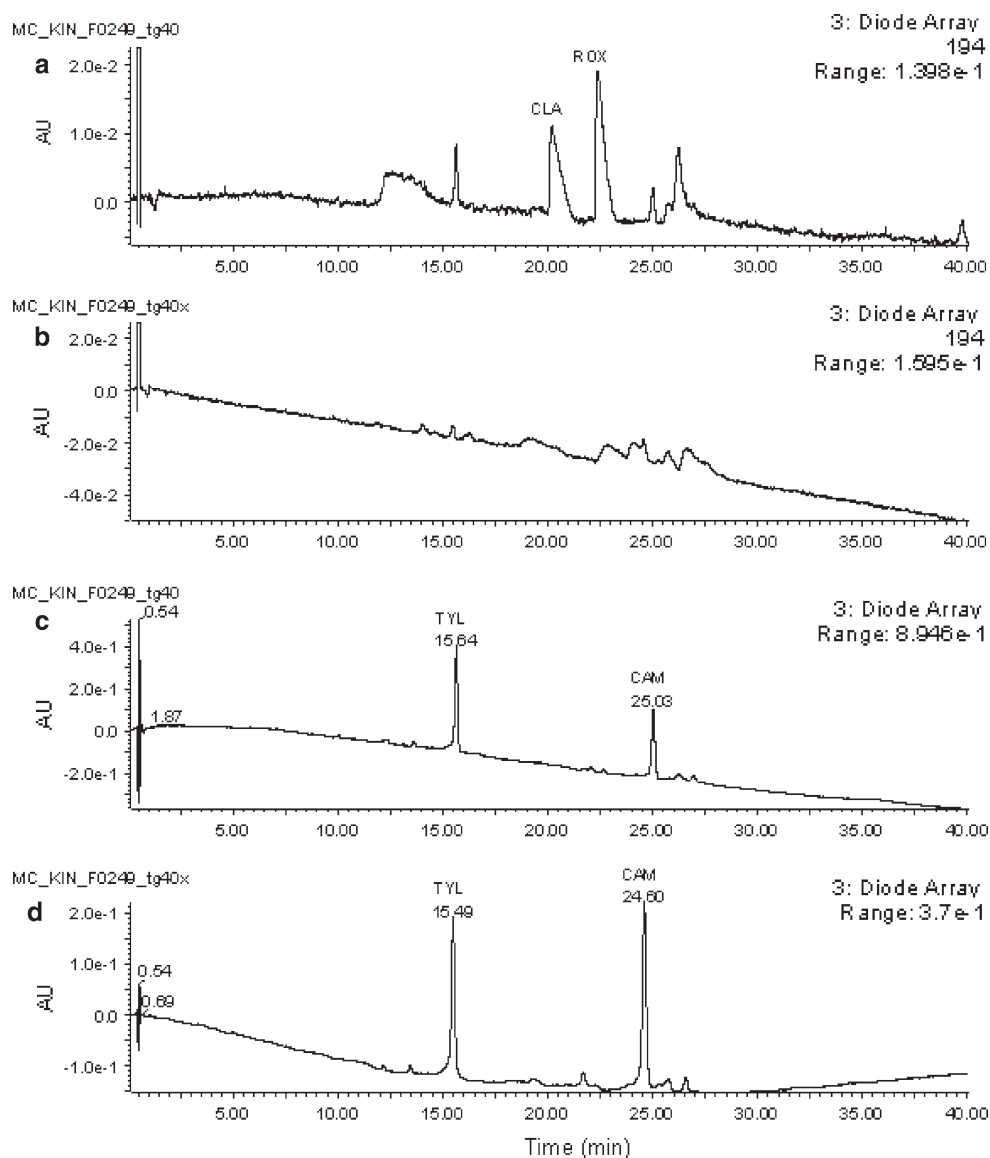 MC_KIN_F0249_tg40
3: Diode Array
194
Range: 1.398e-1
a
AU
2.0e-2
1.0e-2
0.0
CLA
ROX
5.00 10.00 15.00 20.00 25.00 30.00 35.00 40.00
MC_KIN_F0249_tg40x
3: Diode Array
194
Range: 1.595e-1
b
AU
2.0e-2
0.0
-2.0e-2
-4.0e-2
5.00 10.00 15.00 20.00 25.00 30.00 35.00 40.00
MC_KIN_F0249_tg40
3: Diode Array
Range: 8.946e-1
c
AU
4.0e-1
2.0e-1
0.0
-2.0e-1
0.54
1.87
TYL
15.64
CAM
25.03
5.00 10.00 15.00 20.00 25.00 30.00 35.00 40.00
MC_KIN_F0249_tg40x
3: Diode Array
Range: 3.7e-1
d
AU
2.0e-1
1.0e-1
0.0
-1.0e-1
0.54
0.69
TYL
15.49
CAM
24.60
5.00 10.00 15.00 20.00 25.00 30.00 35.00 40.00
Time (min)